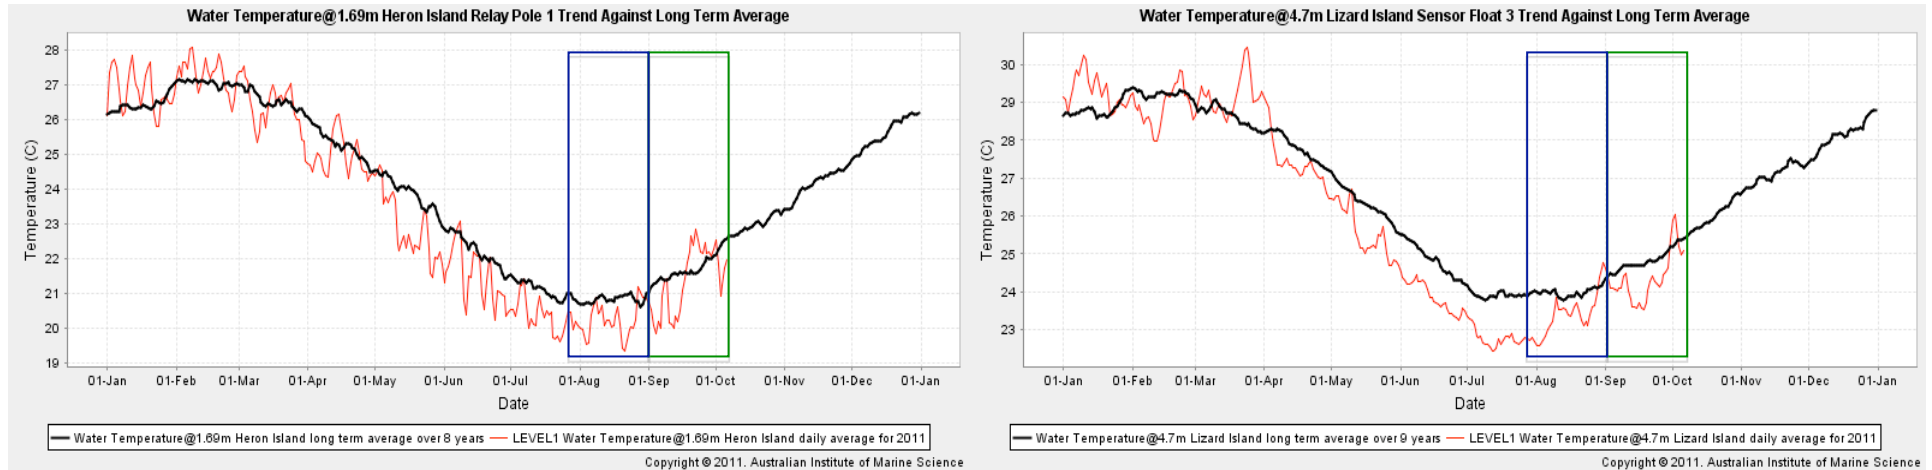 Water Temperature@1.69m Heron Island Relay Pole 1 Trend Against Long Term Average
28
27
26
25
24
23
22
21
20
19
Temperature (C)
01-Jan 01-Feb 01-Mar 01-Apr 01-May 01-Jun 01-Jul 01-Aug 01-Sep 01-Oct 01-Nov 01-Dec 01-Jan
Date
Water Temperature@1.69m Heron Island long term average over 8 years LEVEL1 Water Temperature@1.69m Heron Island daily average for 2011
Copyright © 2011. Australian Institute of Marine Science
Water Temperature@4.7m Lizard Island Sensor Float 3 Trend Against Long Term Average
30
29
28
27
26
25
24
23
Temperature (C)
01-Jan 01-Feb 01-Mar 01-Apr 01-May 01-Jun 01-Jul 01-Aug 01-Sep 01-Oct 01-Nov 01-Dec 01-Jan
Date
Water Temperature@4.7m Lizard Island long term average over 9 years LEVEL1 Water Temperature@4.7m Lizard Island daily average for 2011
Copyright © 2011. Australian Institute of Marine Science